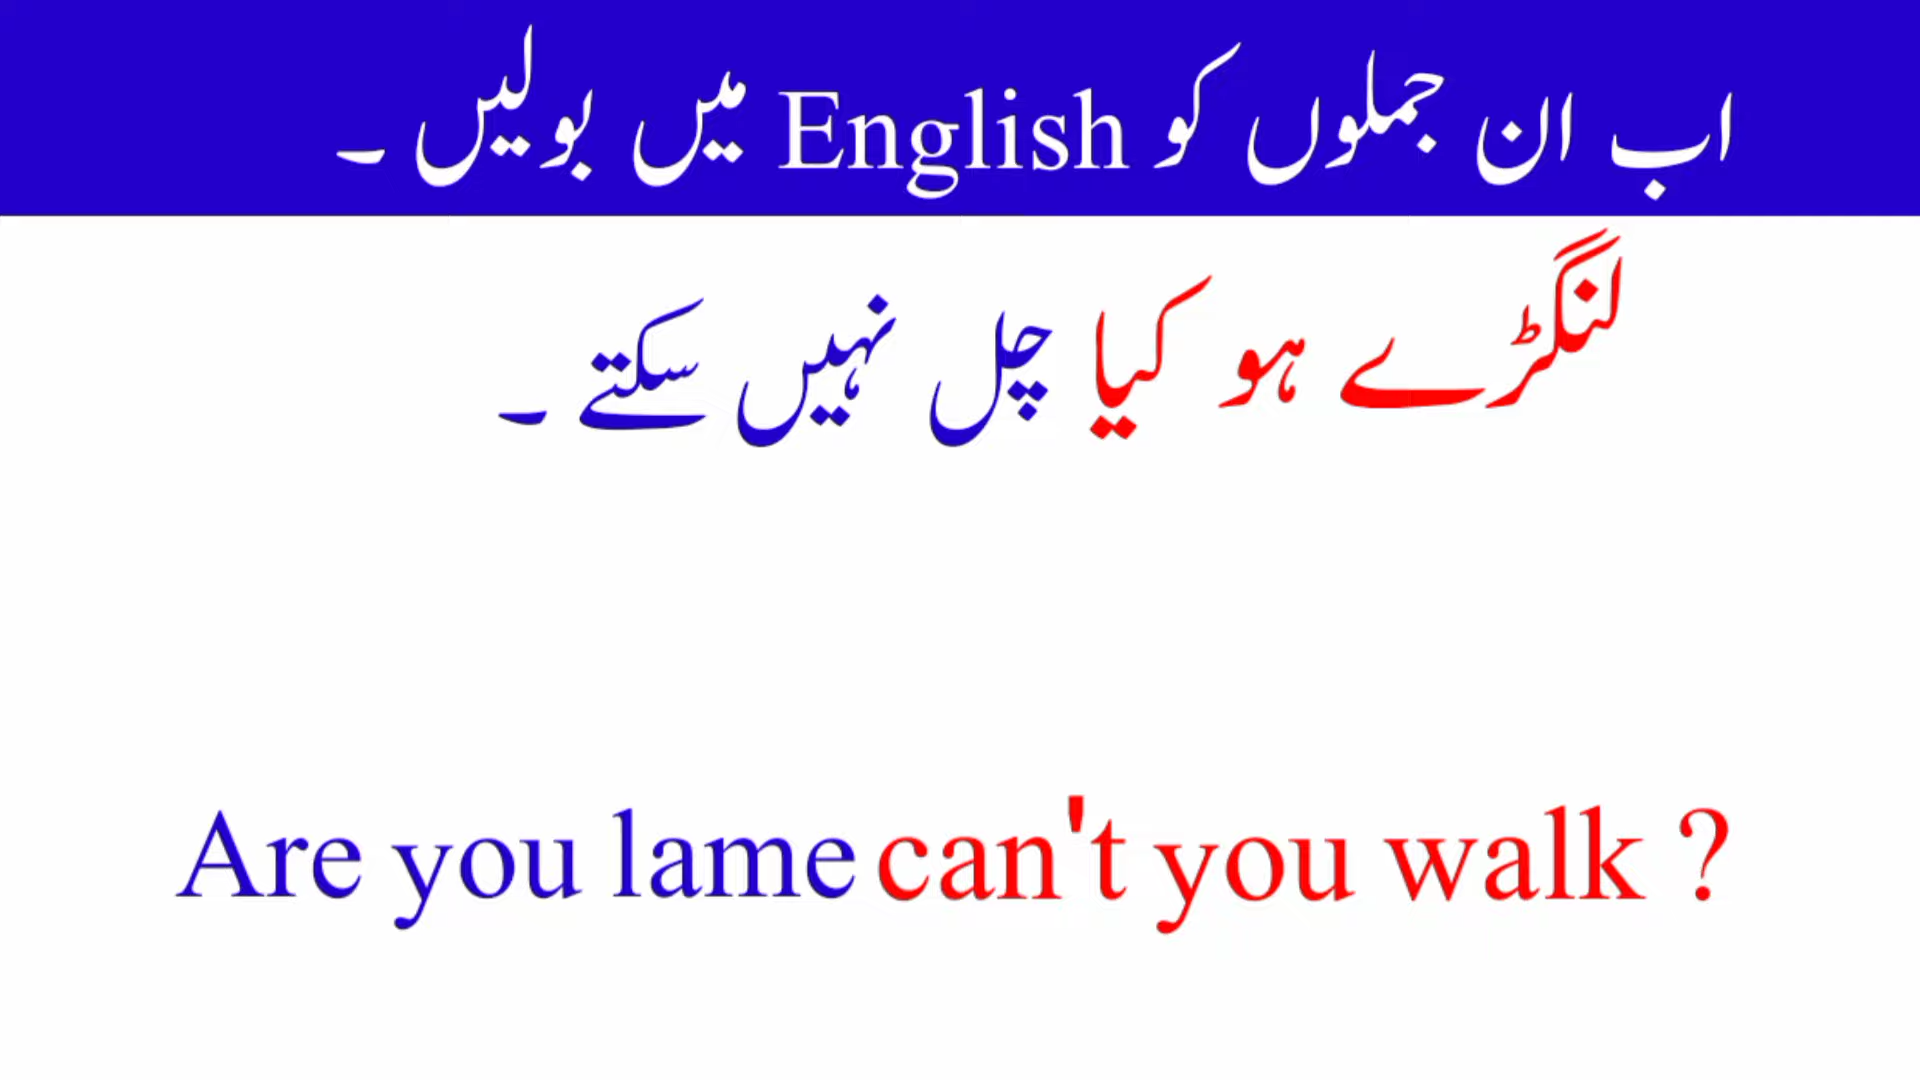 اب ان جملوں کو English میں بولیں ۔
لنگڑے ہو کیا چل نہیں سکتے ۔
Are you lame can't you walk ?